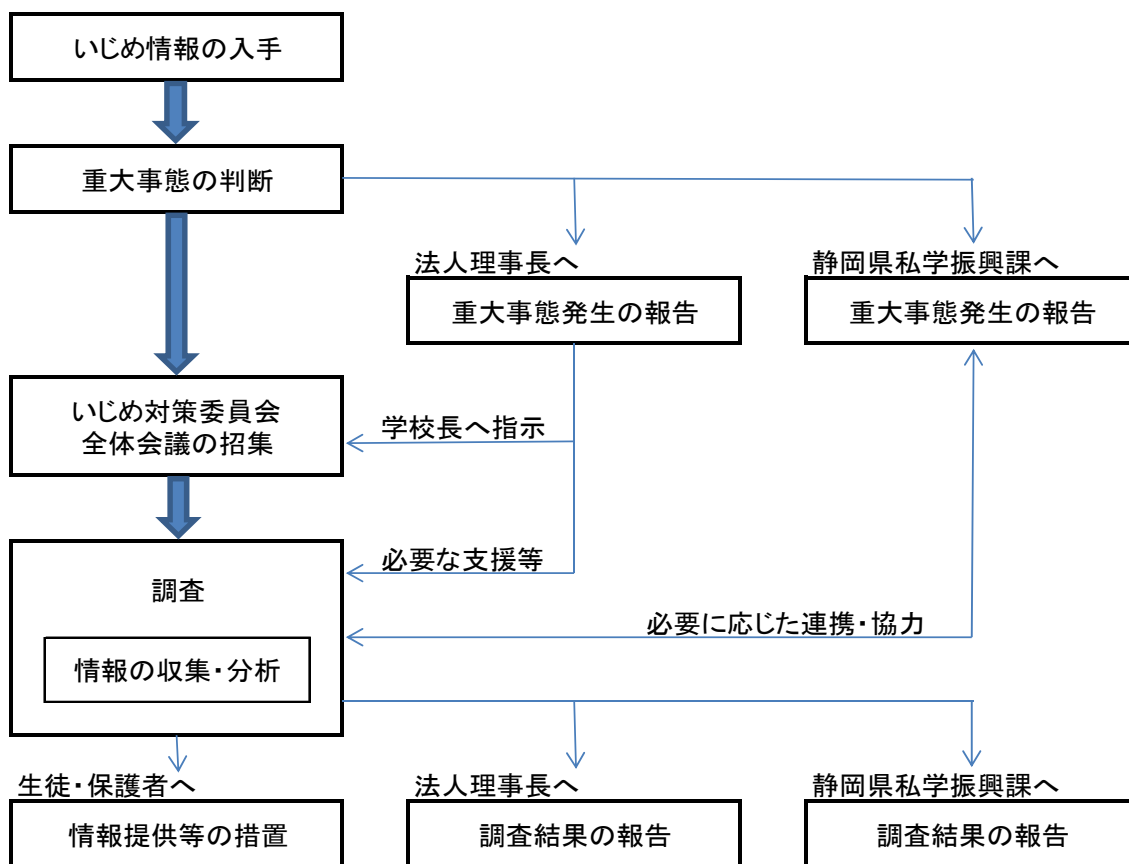 いじめ情報の入手
重大事態の判断
法人理事長へ
静岡県私学振興課へ
重大事態発生の報告
重大事態発生の報告
いじめ対策委員会
全体会議の招集
学校長へ指示
必要な支援等
調査
必要に応じた連携・協力
情報の収集・分析
生徒・保護者へ
法人理事長へ
静岡県私学振興課へ
情報提供等の措置
調査結果の報告
調査結果の報告